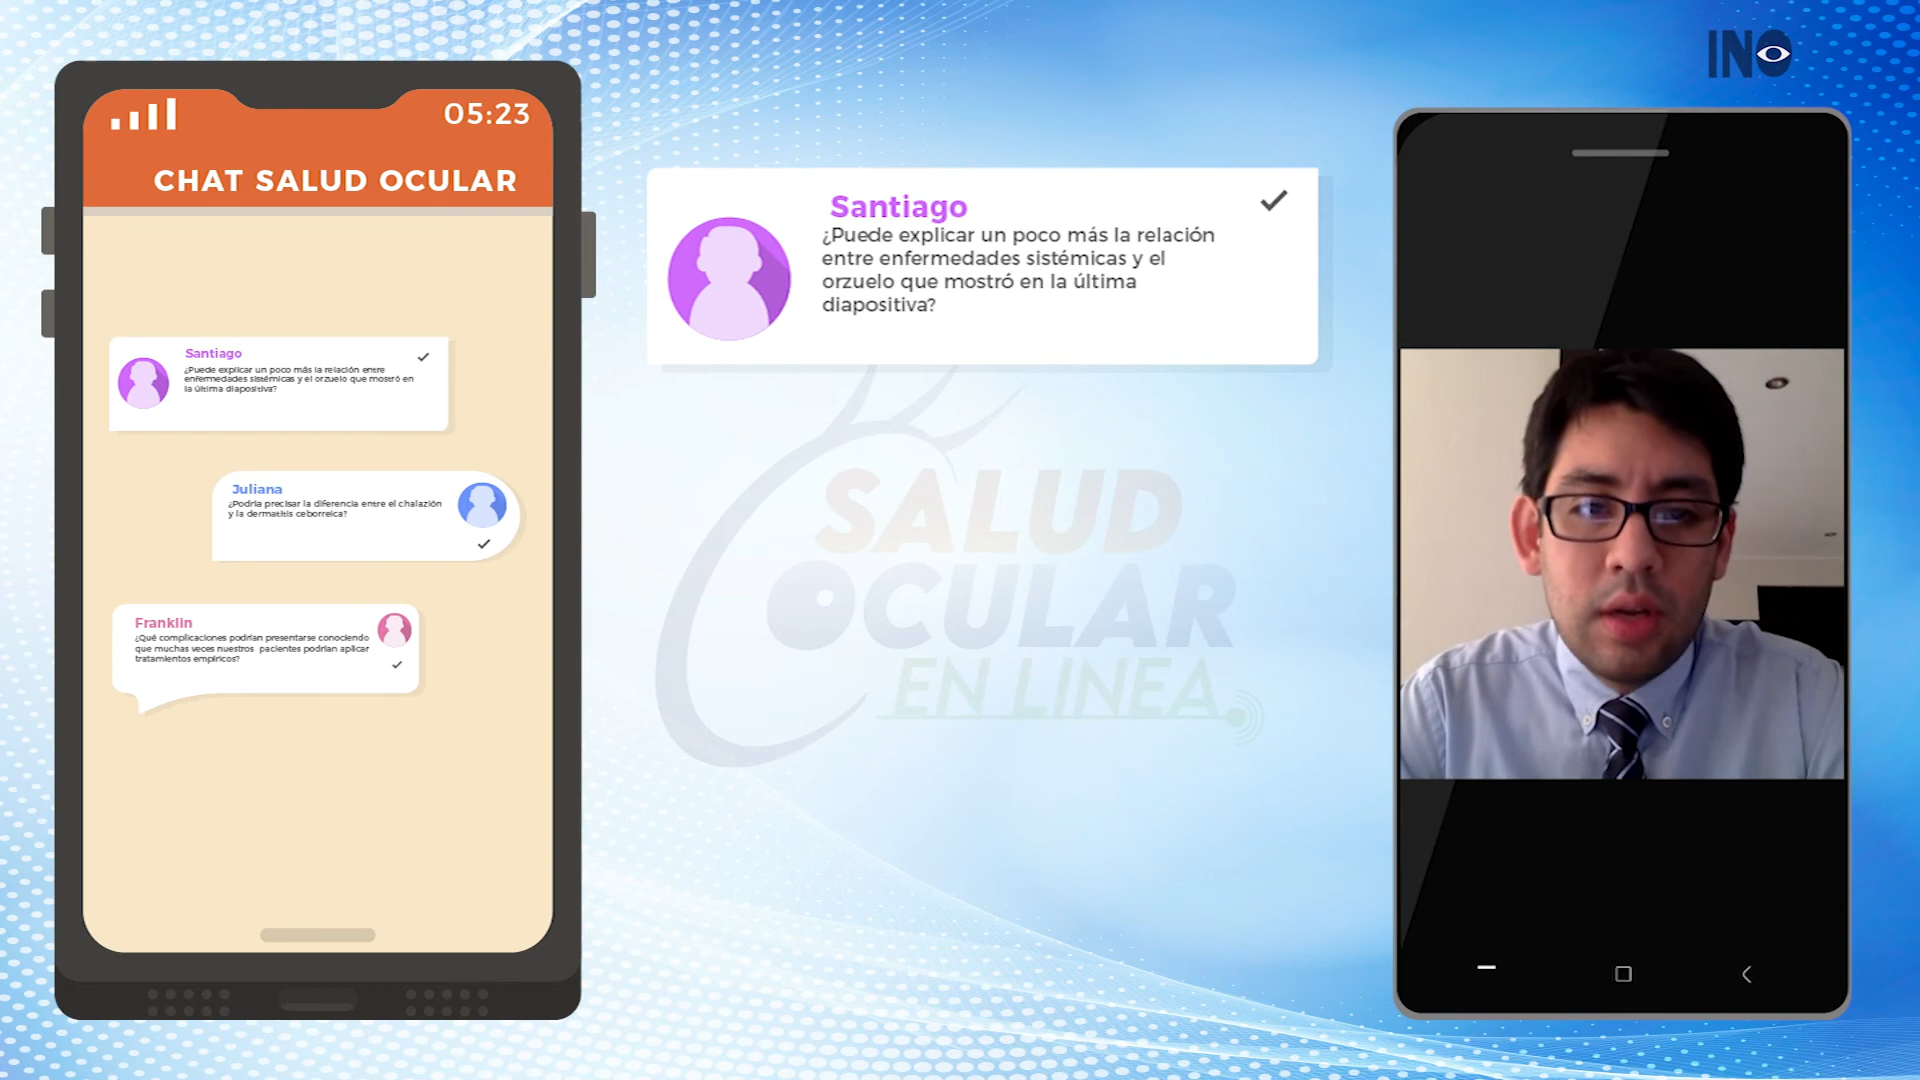 05:23
CHAT SALUD OCULAR
Santiago
¿Puede explicar un poco más la relación entre
enfermedades sistémicas y el orzuelo que mostró en
la última diapositiva?
Juliana
¿Podría precisar la diferencia entre el chalazión
y la dermatitis ceborreica?
Franklin
¿Qué complicaciones podrían presentarse conociendo
que muchas veces nuestros pacientes podrían aplicar
tratamientos empíricos?
Santiago
¿Puede explicar un poco más la relación
entre enfermedades sistémicas y el
orzuelo que mostró en la última
diapositiva?
SALUD
OCULAR
EN LINEA
INO